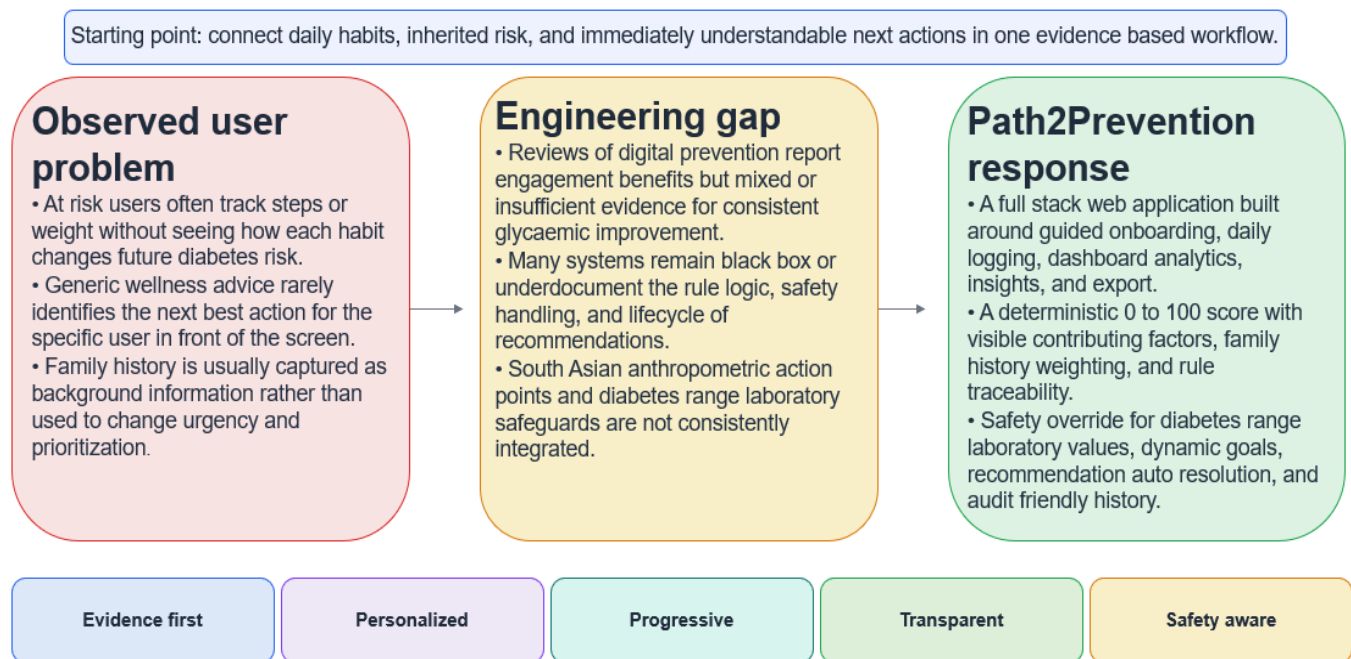 Starting point: connect daily habits, inherited risk, and immediately understandable next actions in one evidence based workflow.
Observed user
problem
• At risk users often track steps or
weight without seeing how each habit
changes future diabetes risk.
• Generic wellness advice rarely
identifies the next best action for the
specific user in front of the screen.
• Family history is usually captured as
background information rather than
used to change urgency and
prioritization.
Engineering gap
• Reviews of digital prevention report
engagement benefits but mixed or
insufficient evidence for consistent
glycaemic improvement.
• Many systems remain black box or
underdocument the rule logic, safety
handling, and lifecycle of
recommendations.
• South Asian anthropometric action
points and diabetes range laboratory
safeguards are not consistently
integrated.
Path2Prevention
response
• A full stack web application built
around guided onboarding, daily
logging, dashboard analytics,
insights, and export.
• A deterministic 0 to 100 score with
visible contributing factors, family
history weighting, and rule
traceability.
• Safety override for diabetes range
laboratory values, dynamic goals,
recommendation auto resolution, and
audit friendly history.
Evidence first
Personalized
Progressive
Transparent
Safety aware